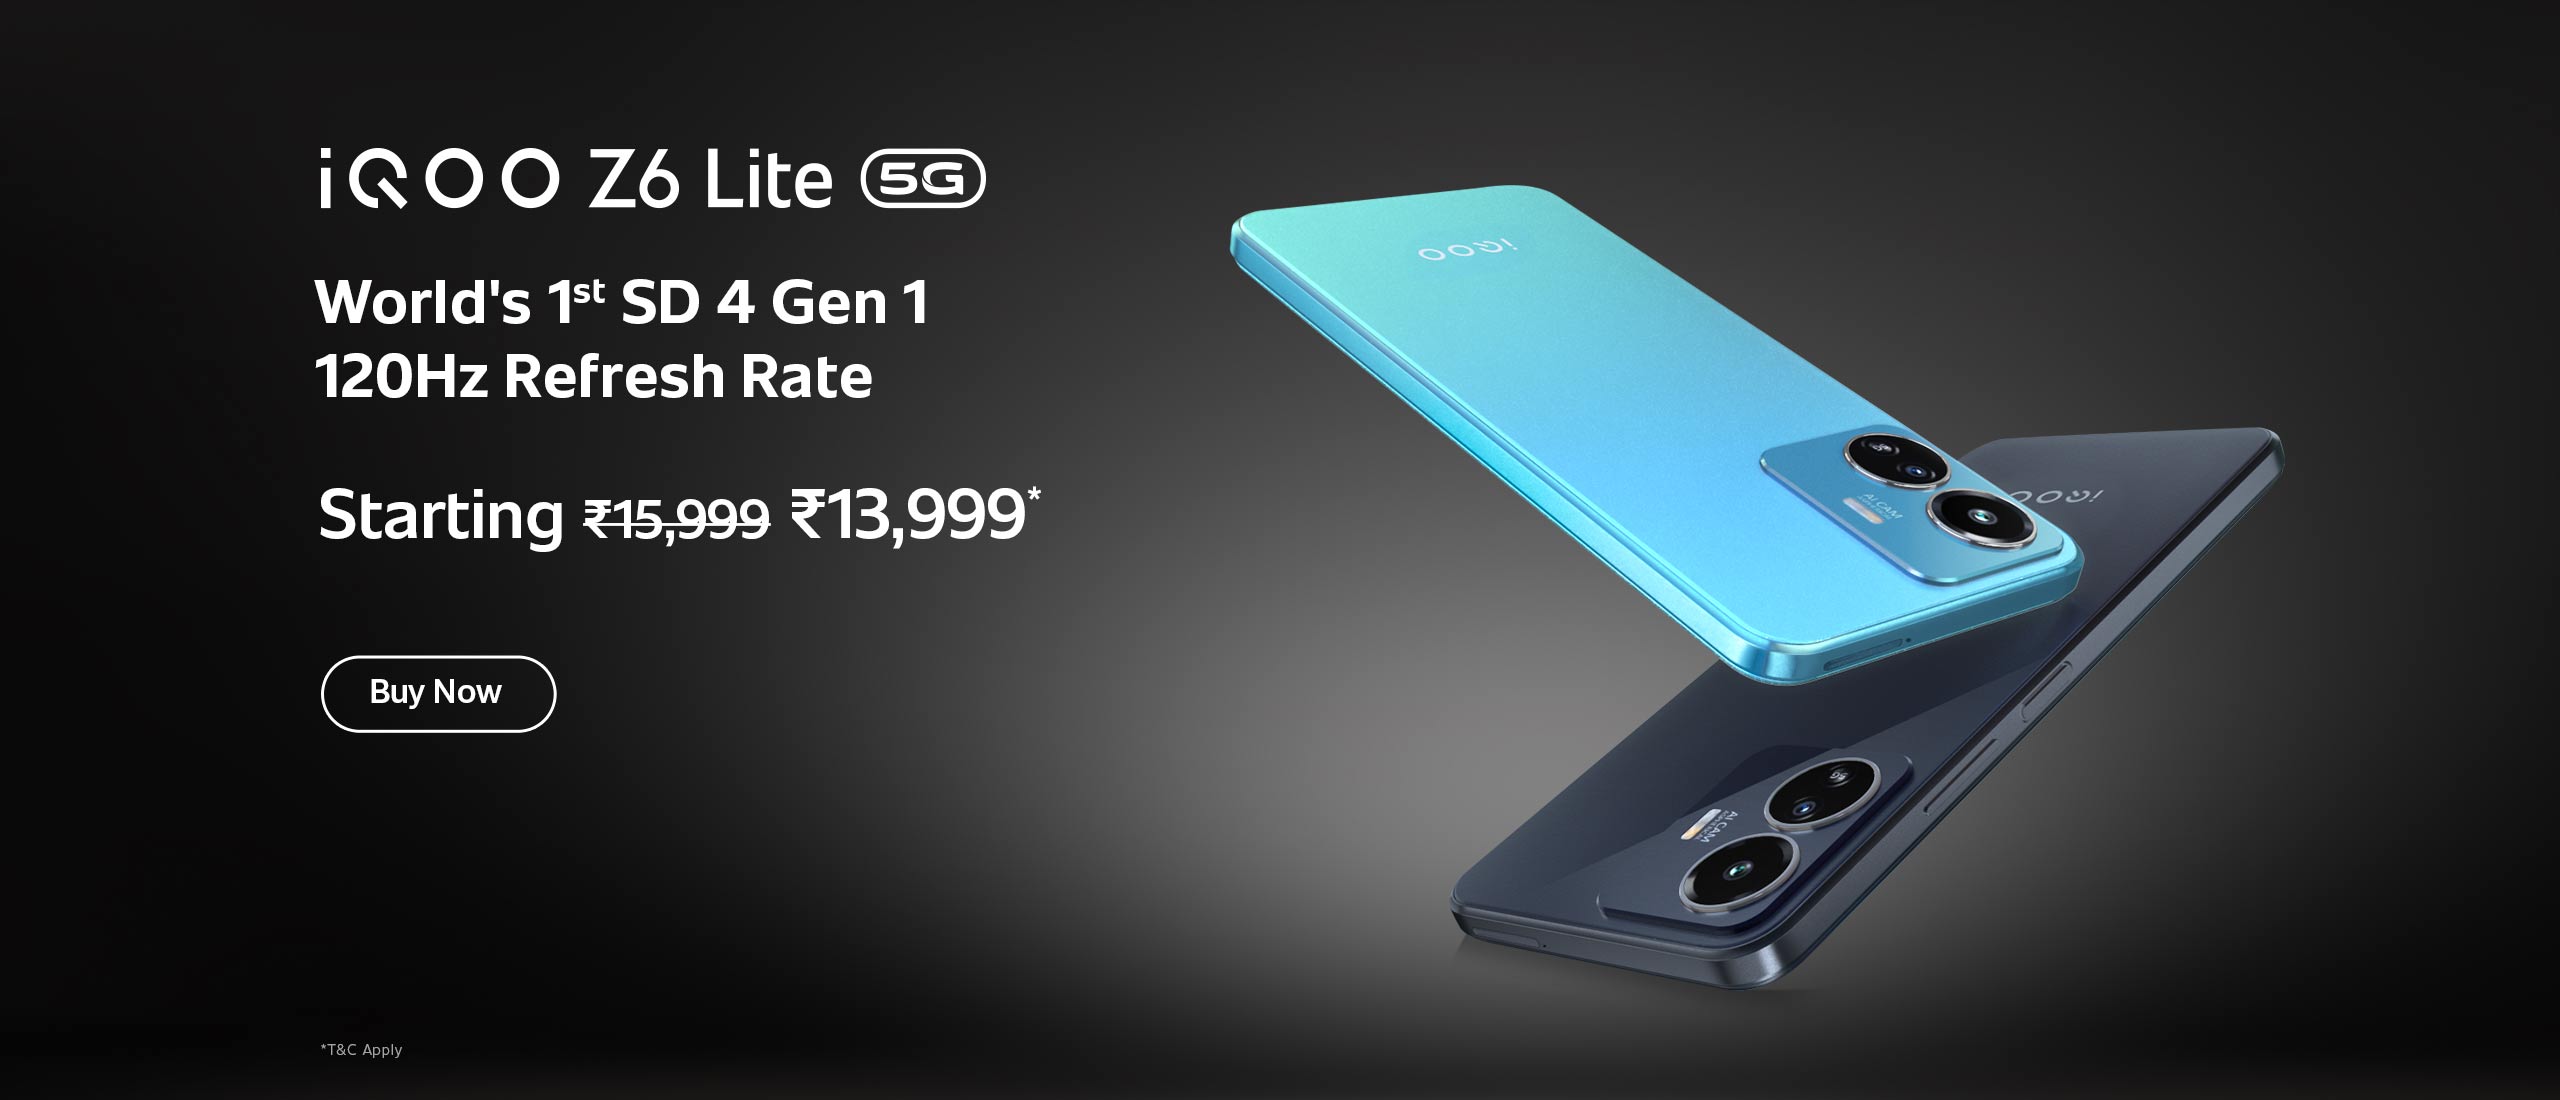 iQOO Z6 Lite 5G
World's 1st SD 4 Gen 1
120Hz Refresh Rate
Starting ₹15,999 ₹13,999*
Buy Now
*T&C Apply
iQOO
AI CAM
iQOO
5G
AI CAM